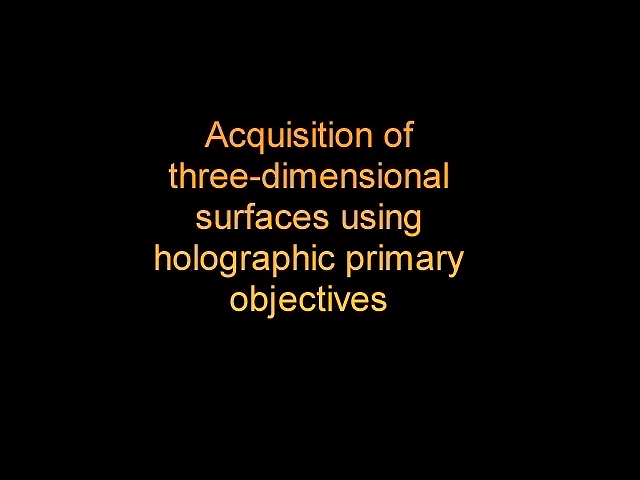 Acquisition of
three-dimensional
surfaces using
holographic primary
objectives